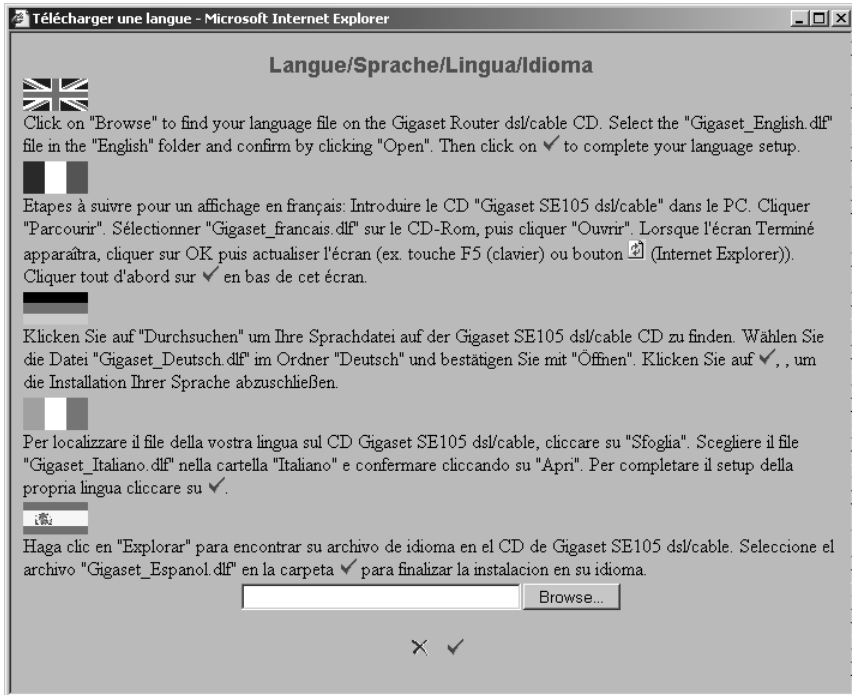 Télécharger une langue - Microsoft Internet Explorer
Langue/Sprache/Lingua/Idioma
Click on "Browse" to find your language file on the Gigaset Router dsl/cable CD. Select the "Gigaset_English.dlf"
file in the "English" folder and confirm by clicking "Open". Then click on ✓ to complete your language setup.
Etapes à suivre pour un affichage en français: Introduire le CD "Gigaset SE105 dsl/cable" dans le PC. Cliquer
"Parcourir". Sélectionner "Gigaset_francais.dlf" sur le CD-Rom, puis cliquer "Ouvrir". Lorsque l'écran Terminé
apparaîtra, cliquer sur OK puis actualiser l'écran (ex. touche F5 (clavier) ou bouton (Internet Explorer)).
Cliquer tout d'abord sur ✓ en bas de cet écran.
Klicken Sie auf "Durchsuchen" um Ihre Sprachdatei auf der Gigaset SE105 dsl/cable CD zu finden. Wählen Sie
die Datei "Gigaset_Deutsch.dlf" im Ordner "Deutsch" und bestätigen Sie mit "Öffnen". Klicken Sie auf ✓, , um
die Installation Ihrer Sprache abzuschließen.
Per localizzare il file della vostra lingua sul CD Gigaset SE105 dsl/cable, cliccare su "Sfoglia". Scegliere il file
"Gigaset_Italiano.dlf" nella cartella "Italiano" e confermare cliccando su "Apri". Per completare il setup della
propria lingua cliccare su ✓.
Haga clic en "Explorar" para encontrar su archivo de idioma en el CD de Gigaset SE105 dsl/cable. Seleccione el
archivo "Gigaset_Espanol.dlf" en la carpeta ✓ para finalizar la instalacion en su idioma.
Browse...